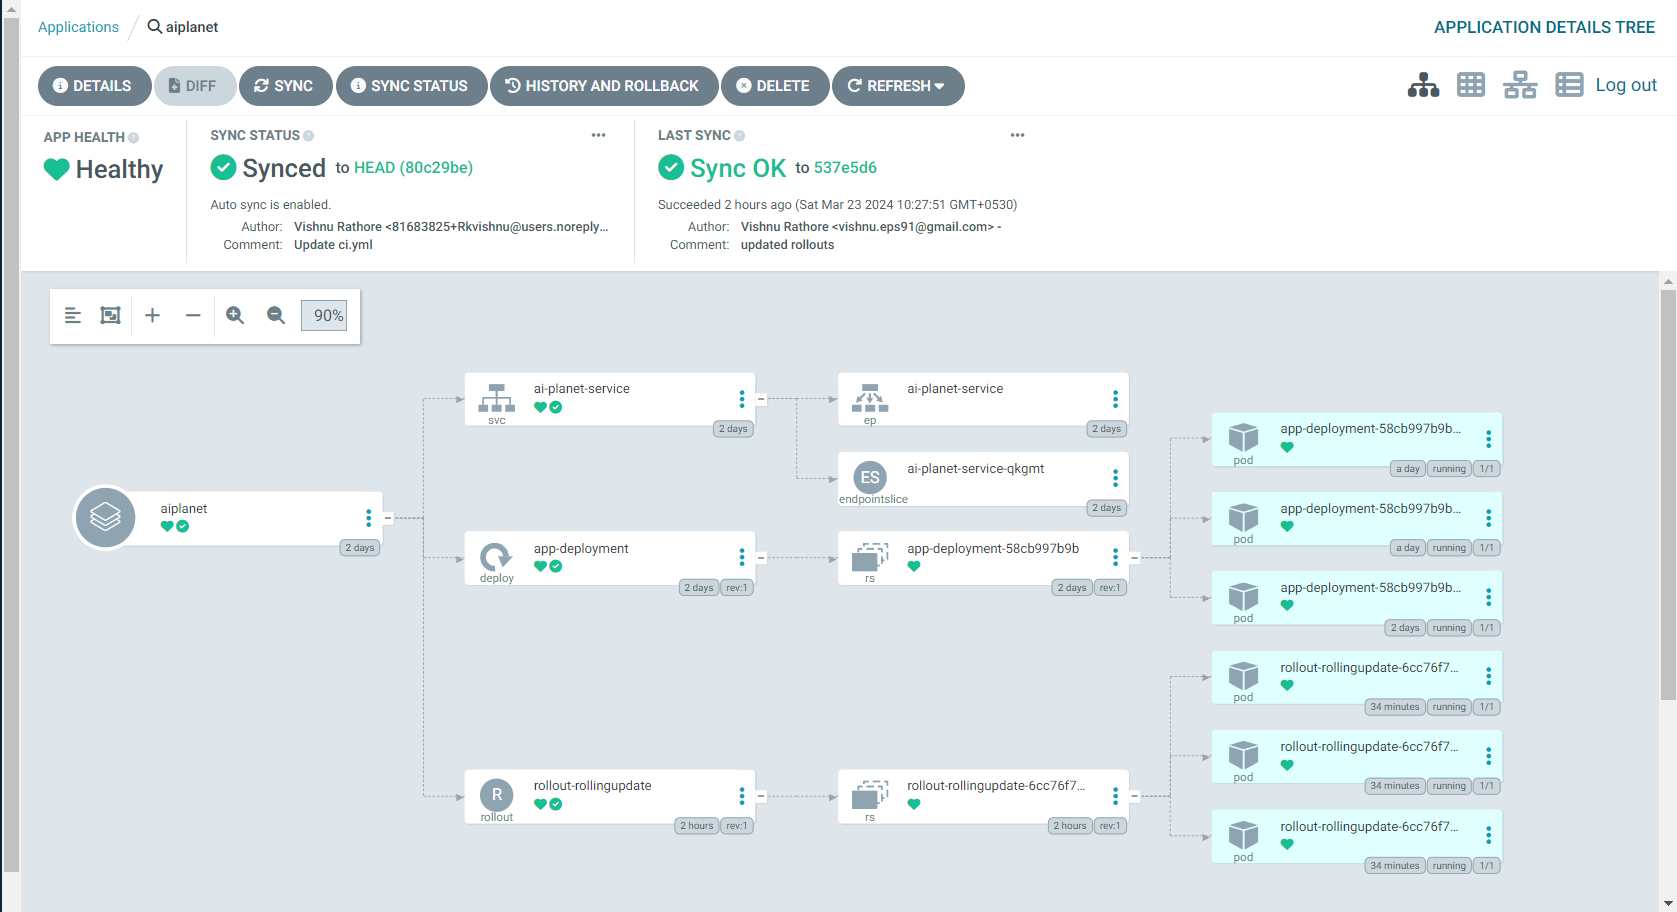 Applications / aiplanet
APPLICATION DETAILS TREE
DETAILS DIFF SYNC SYNC STATUS HISTORY AND ROLLBACK DELETE REFRESH
Log out
APP HEALTH
Healthy
SYNC STATUS
Synced to HEAD (80c29be)
Auto sync is enabled.
Author: Vishnu Rathore <81683825+Rkvishnu@users.noreply...
Comment: Update ci.yml
LAST SYNC
Sync OK to 537e5d6
Succeeded 2 hours ago (Sat Mar 23 2024 10:27:51 GMT+0530)
Author: Vishnu Rathore <vishnu.eps91@gmail.com> -
Comment: updated rollouts
90%
aiplanet
2 days
ai-planet-service
svc
2 days
app-deployment
deploy
2 days rev:1
R
rollout-rollingupdate
rollout
2 hours rev:1
ai-planet-service
ep
2 days
ES
ai-planet-service-qkgmt
endpointslice
2 days
app-deployment-58cb997b9b
rs
2 days rev:1
rollout-rollingupdate-6cc76f7...
rs
2 hours rev:1
app-deployment-58cb997b9b...
pod
a day running 1/1
app-deployment-58cb997b9b...
pod
a day running 1/1
app-deployment-58cb997b9b...
pod
2 days running 1/1
rollout-rollingupdate-6cc76f7...
pod
34 minutes running 1/1
rollout-rollingupdate-6cc76f7...
pod
34 minutes running 1/1
rollout-rollingupdate-6cc76f7...
pod
34 minutes running 1/1